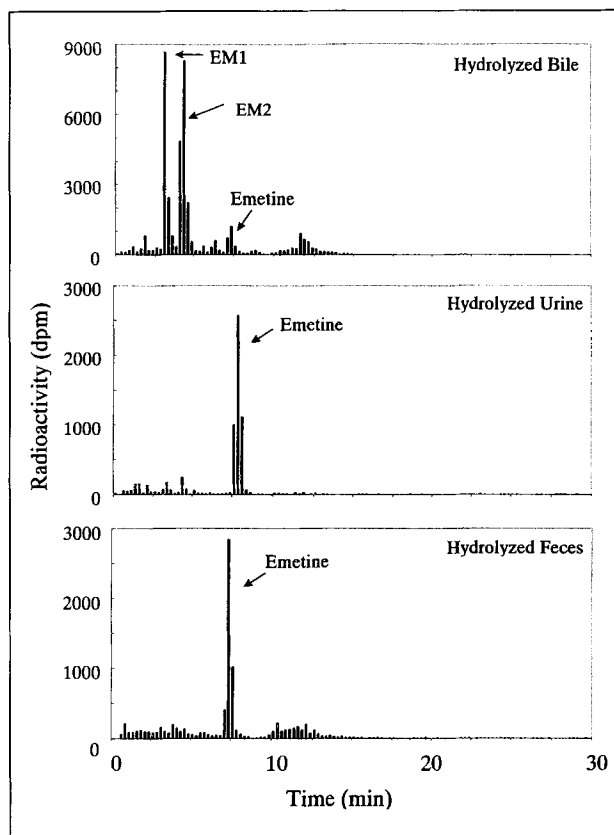 9000
6000
3000
0
EM1
EM2
Emetine
Hydrolyzed Bile
3000
2000
1000
0
Emetine
Hydrolyzed Urine
3000
2000
1000
0
Emetine
Hydrolyzed Feces
0
10
20
30
Radioactivity (dpm)
Time (min)